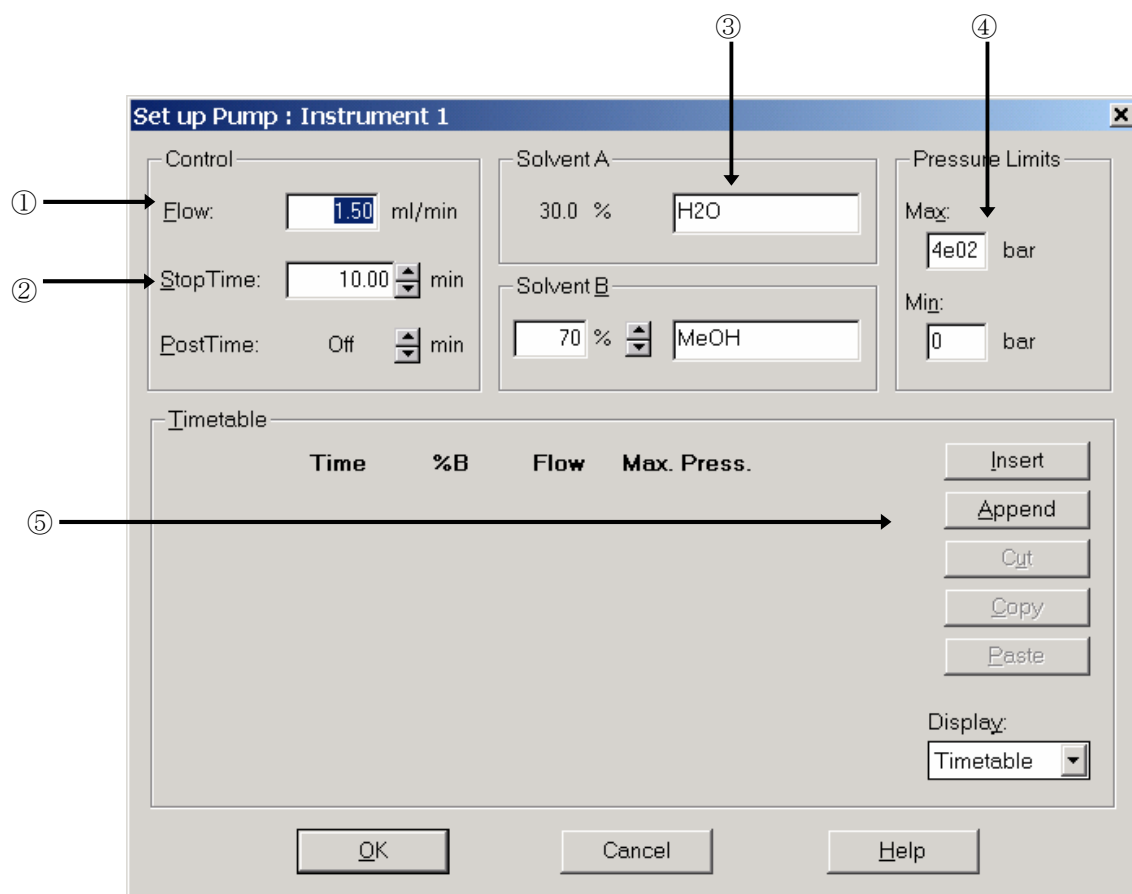 ③ ④
Set up Pump : Instrument 1
Control
① Flow: 1.50 ml/min
② StopTime: 10.00 min
PostTime: Off min
Solvent A
30.0 % H2O
Solvent B
70 % MeOH
Pressure Limits
Max:
4e02 bar
Min:
0 bar
Timetable
Time %B Flow Max. Press.
⑤
Insert
Append
Cut
Copy
Paste
Display:
Timetable
OK Cancel Help